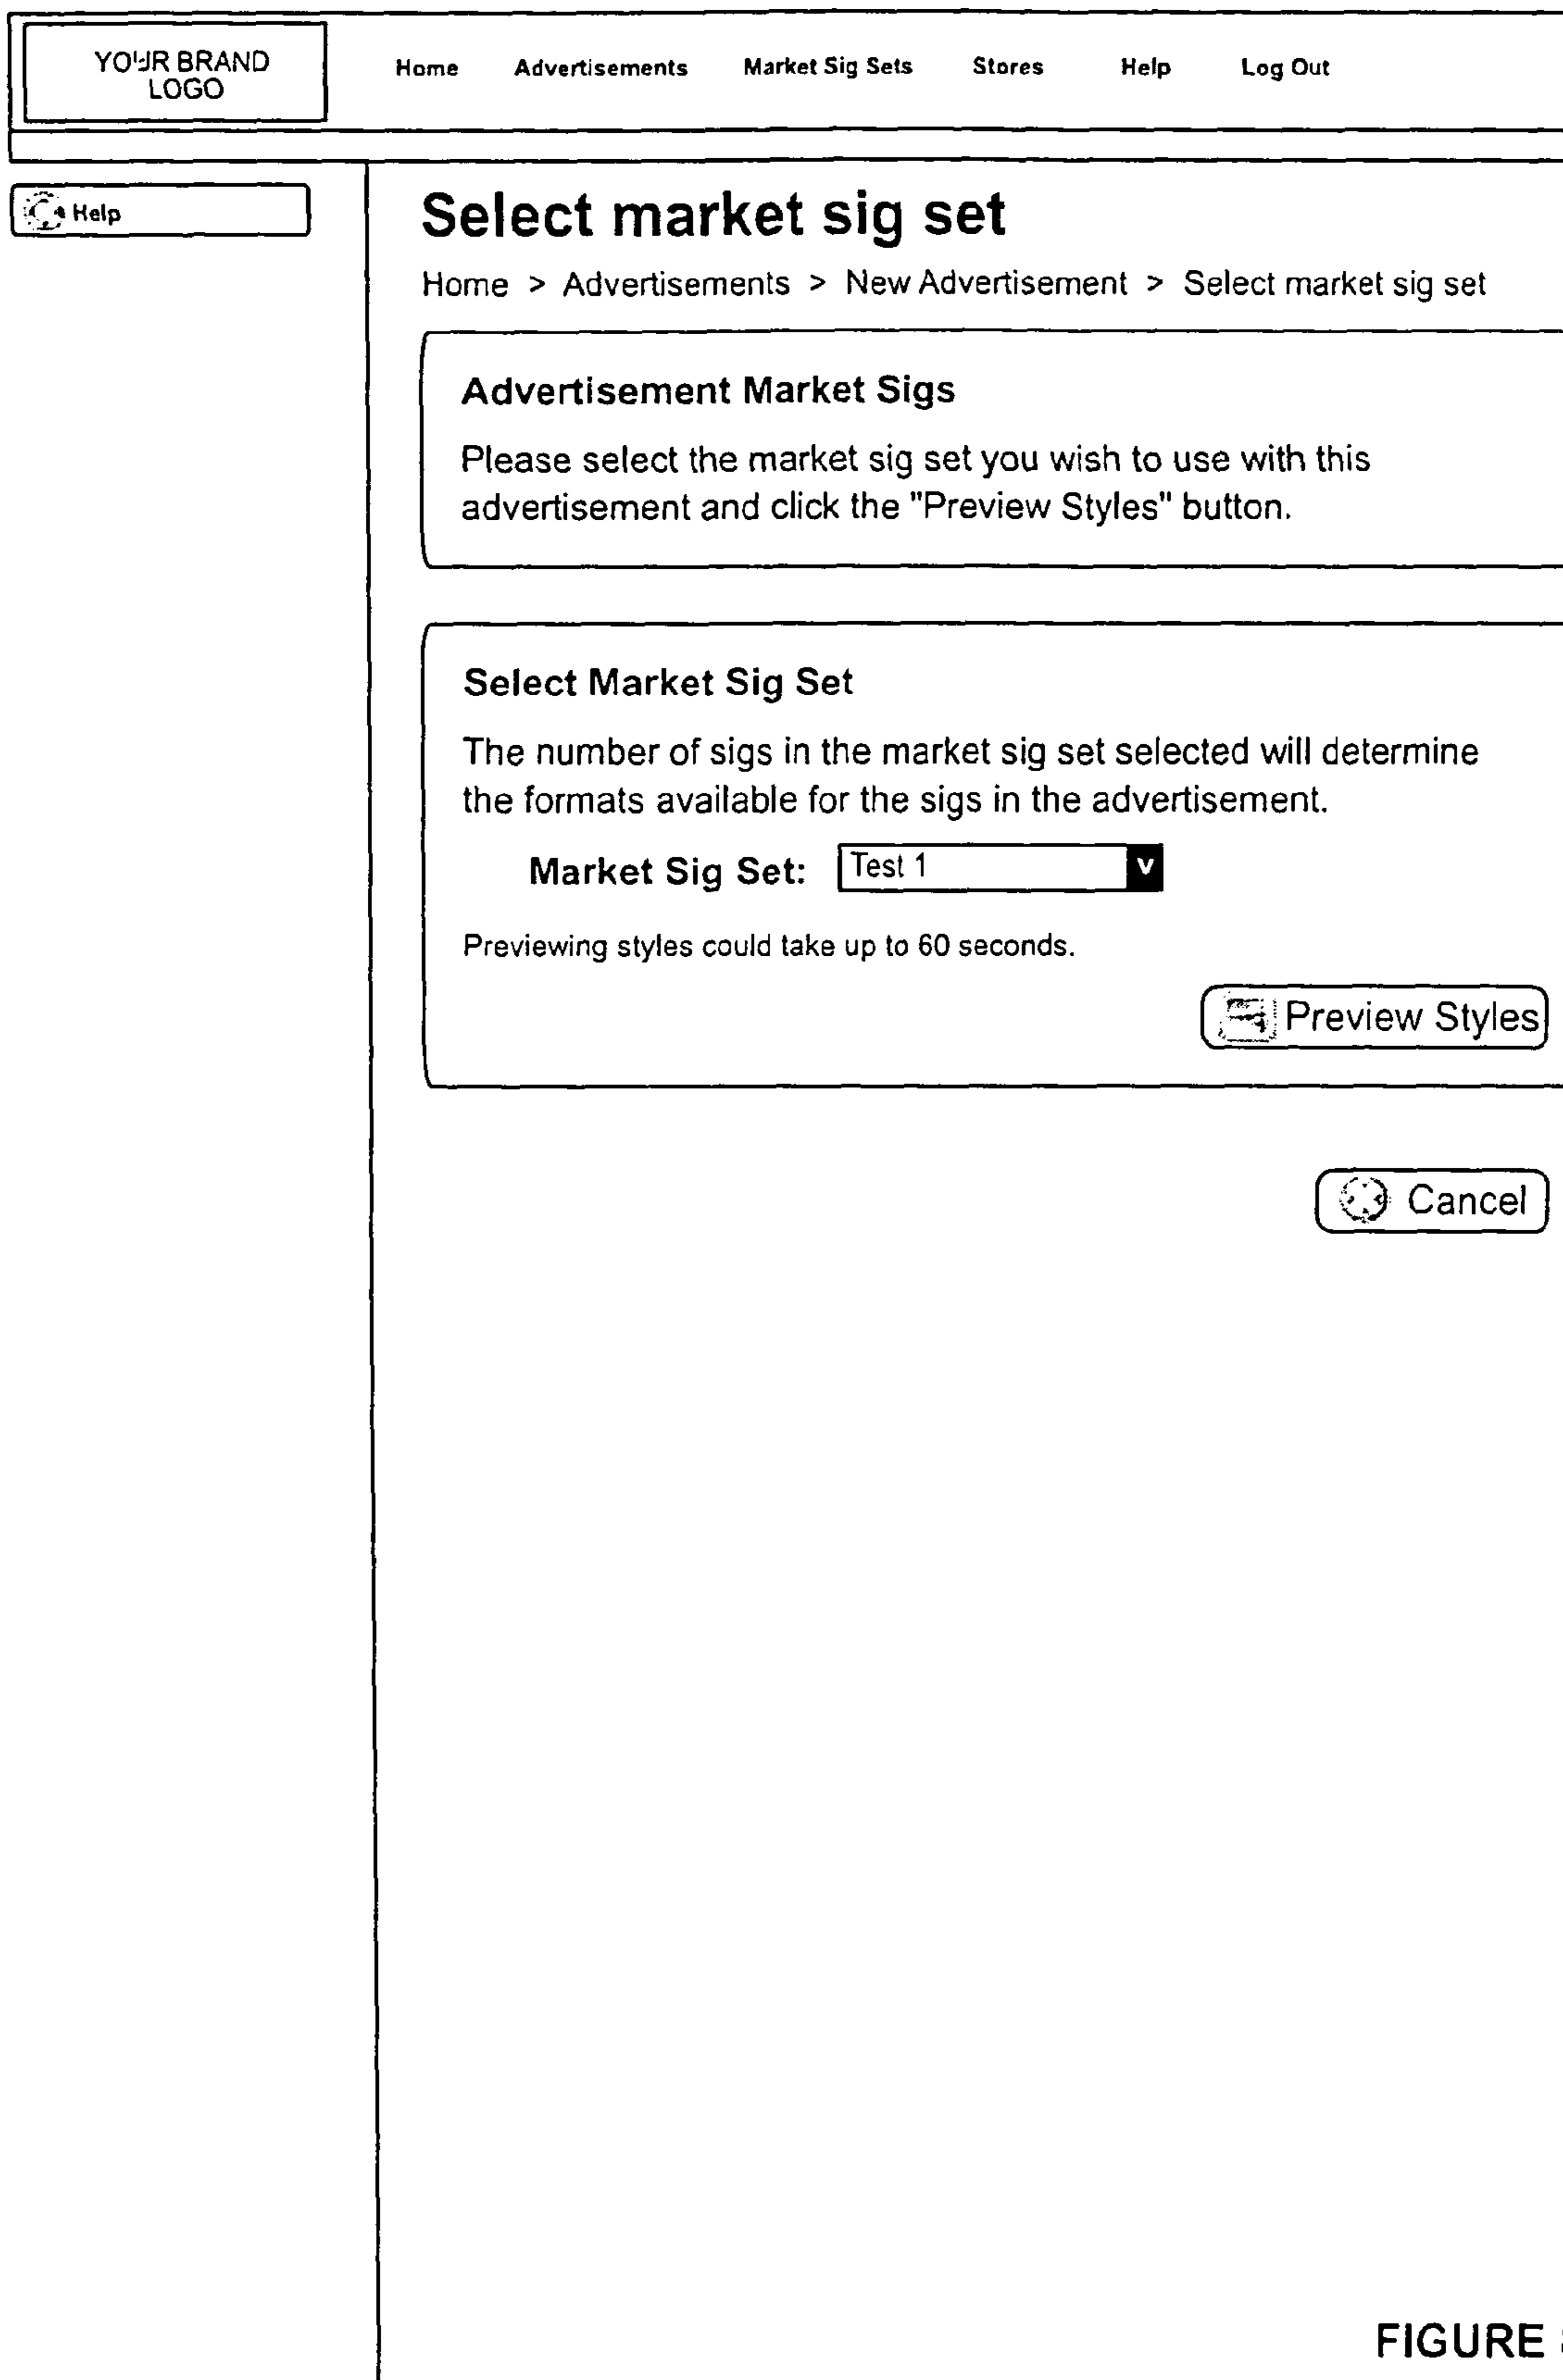 YOUR BRAND
LOGO
Home Advertisements Market Sig Sets Stores Help Log Out
Help
Select market sig set
Home > Advertisements > New Advertisement > Select market sig set
Advertisement Market Sigs
Please select the market sig set you wish to use with this
advertisement and click the "Preview Styles" button.
Select Market Sig Set
The number of sigs in the market sig set selected will determine
the formats available for the sigs in the advertisement.
Market Sig Set: Test 1 v
Previewing styles could take up to 60 seconds.
Preview Styles
Cancel
FIGURE